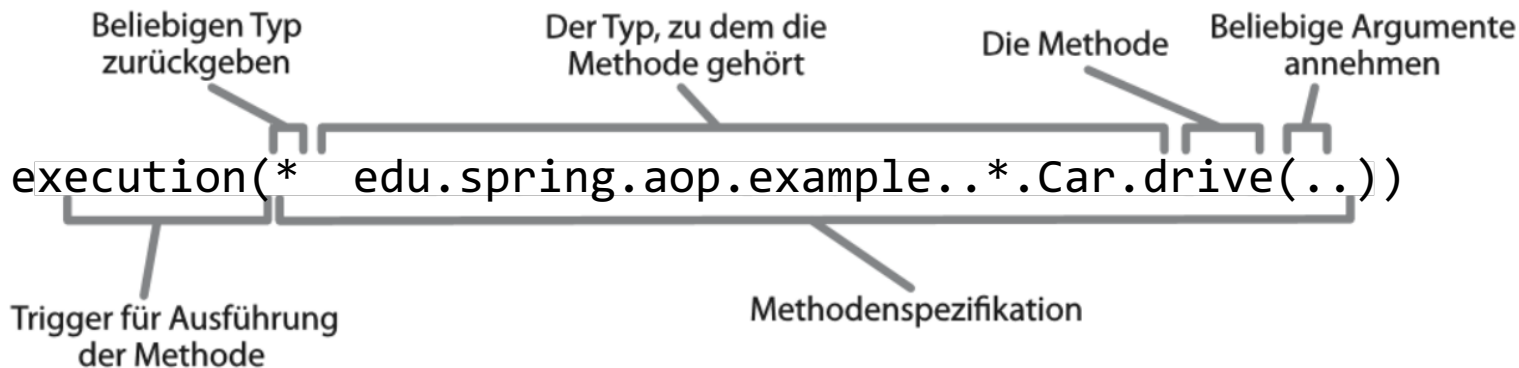 Beliebigen Typ
zurückgeben
Der Typ, zu dem die
Methode gehört
Die Methode
Beliebige Argumente
annehmen
execution(*  edu.spring.aop.example..*.Car.drive(..))
Trigger für Ausführung
der Methode
Methodenspezifikation